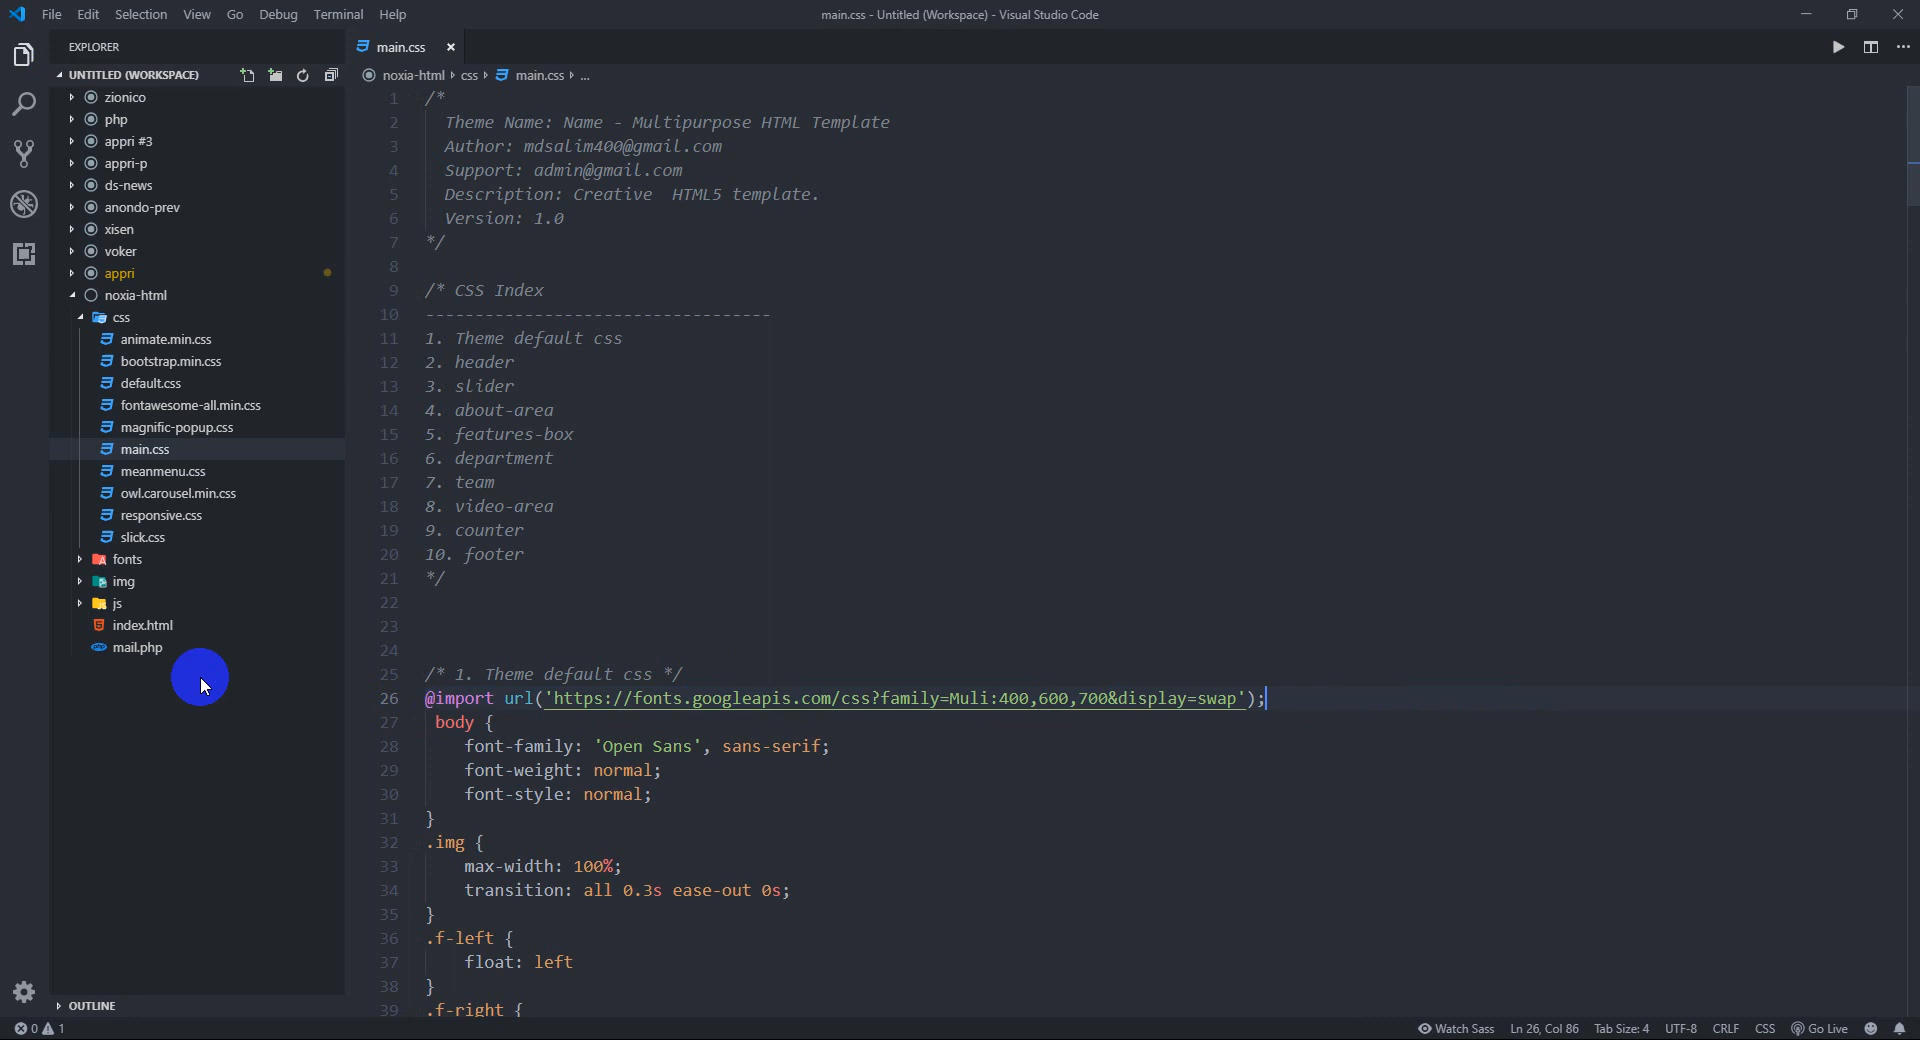 File Edit Selection View Go Debug Terminal Help
main.css - Untitled (Workspace) - Visual Studio Code
EXPLORER
UNTITLED (WORKSPACE)
zionico
php
appri #3
appri-p
ds-news
anondo-prev
xisen
voker
appri
noxia-html
css
animate.min.css
bootstrap.min.css
default.css
fontawesome-all.min.css
magnific-popup.css
main.css
meanmenu.css
owl.carousel.min.css
responsive.css
slick.css
fonts
img
js
index.html
mail.php
OUTLINE
main.css
noxia-html css main.css ...
1 /*
2 Theme Name: Name - Multipurpose HTML Template
3 Author: mdsalim400@gmail.com
4 Support: admin@gmail.com
5 Description: Creative  HTML5 template.
6 Version: 1.0
7 */
8
9 /* CSS Index
10 -----------------------------------
11 1. Theme default css
12 2. header
13 3. slider
14 4. about-area
15 5. features-box
16 6. department
17 7. team
18 8. video-area
19 9. counter
20 10. footer
21 */
22
23
24
25 /* 1. Theme default css */
26 @import url('https://fonts.googleapis.com/css?family=Muli:400,600,700&display=swap');
27 body {
28 font-family: 'Open Sans', sans-serif;
29 font-weight: normal;
30 font-style: normal;
31 }
32 .img {
33 max-width: 100%;
34 transition: all 0.3s ease-out 0s;
35 }
36 .f-left {
37 float: left
38 }
39 .f-right {
0 1
Watch Sass Ln 26, Col 86 Tab Size: 4 UTF-8 CRLF CSS Go Live